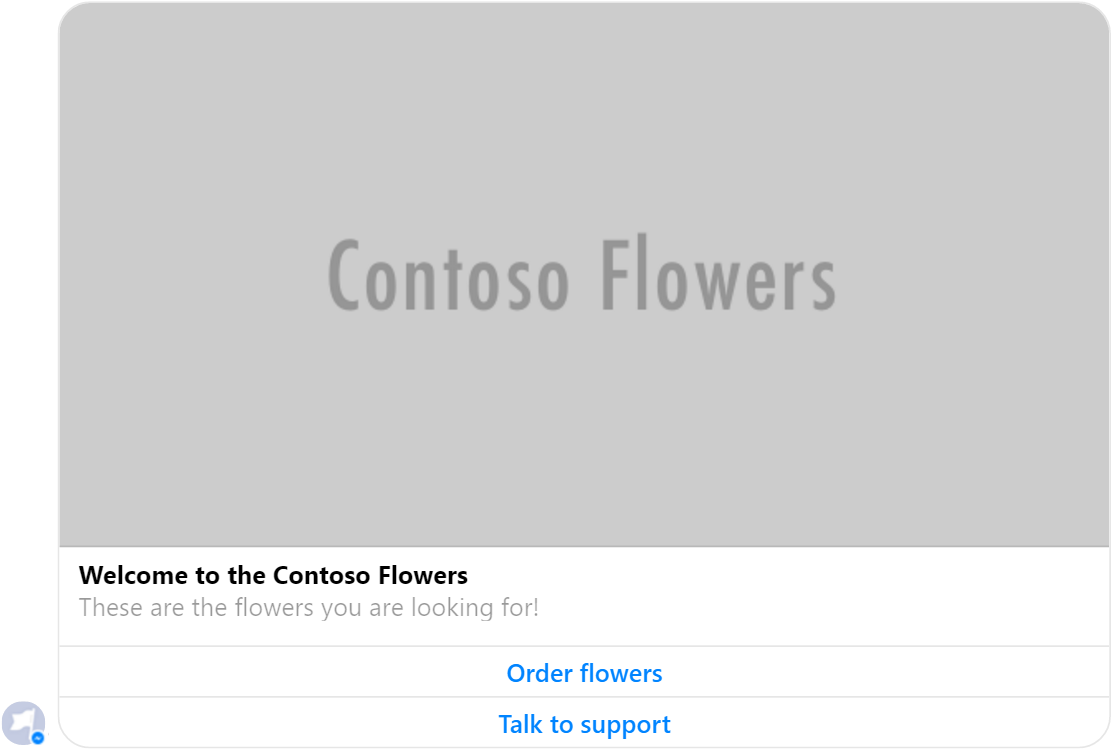 Contoso Flowers
Welcome to the Contoso Flowers
These are the flowers you are looking for!
Order flowers
Talk to support